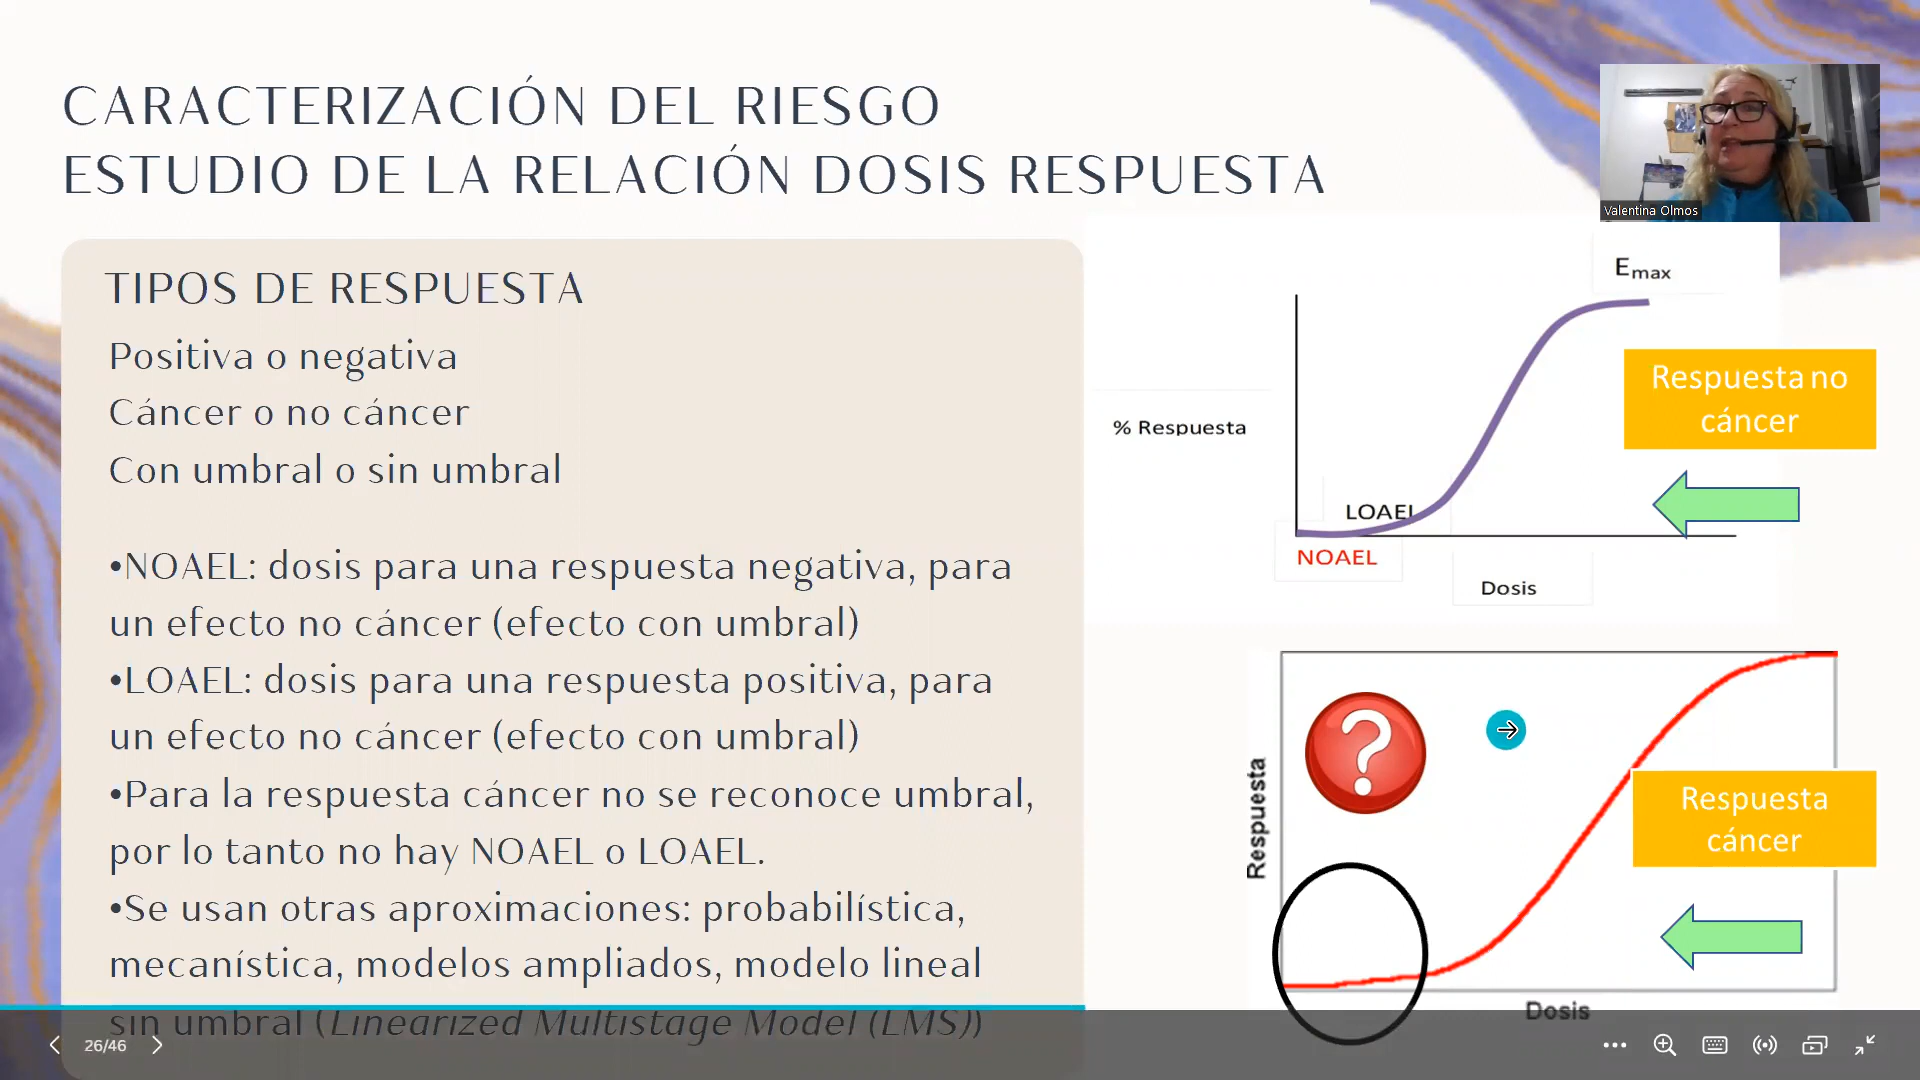 CARACTERIZACIÓN DEL RIESGO
ESTUDIO DE LA RELACIÓN DOSIS RESPUESTA
Valentina Olmos
TIPOS DE RESPUESTA
Positiva o negativa
Cáncer o no cáncer
Con umbral o sin umbral
•NOAEL: dosis para una respuesta negativa, para
un efecto no cáncer (efecto con umbral)
•LOAEL: dosis para una respuesta positiva, para
un efecto no cáncer (efecto con umbral)
•Para la respuesta cáncer no se reconoce umbral,
por lo tanto no hay NOAEL o LOAEL.
•Se usan otras aproximaciones: probabilística,
mecanística, modelos ampliados, modelo lineal
sin umbral (Linearized Multistage Model (LMS))
Emax
% Respuesta
Respuesta no
cáncer
LOAEL
NOAEL
Dosis
?
Respuesta
Respuesta
cáncer
Dosis
26/46